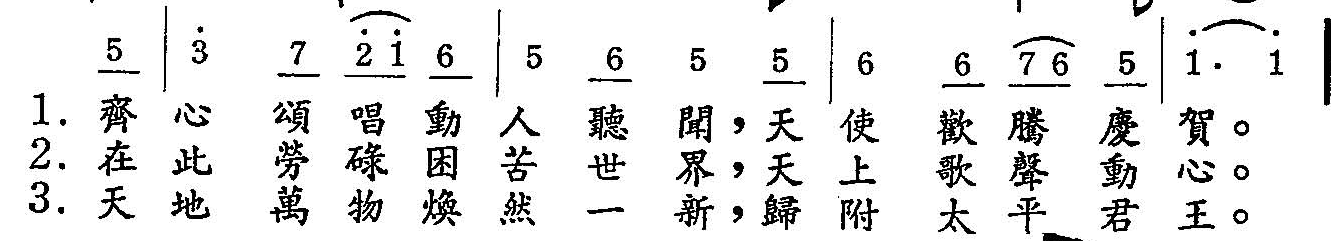 5 | 3̇ 7 2̇ 1̇ 6 | 5 6 5 5 | 6 6 7 6 5 | 1̇· 1̇
1. 齊心頌唱動人聽聞，天使歡騰慶賀。
2. 在此勞碌困苦世界，天上歌聲動心。
3. 天地萬物煥然一新，歸附太平君王。